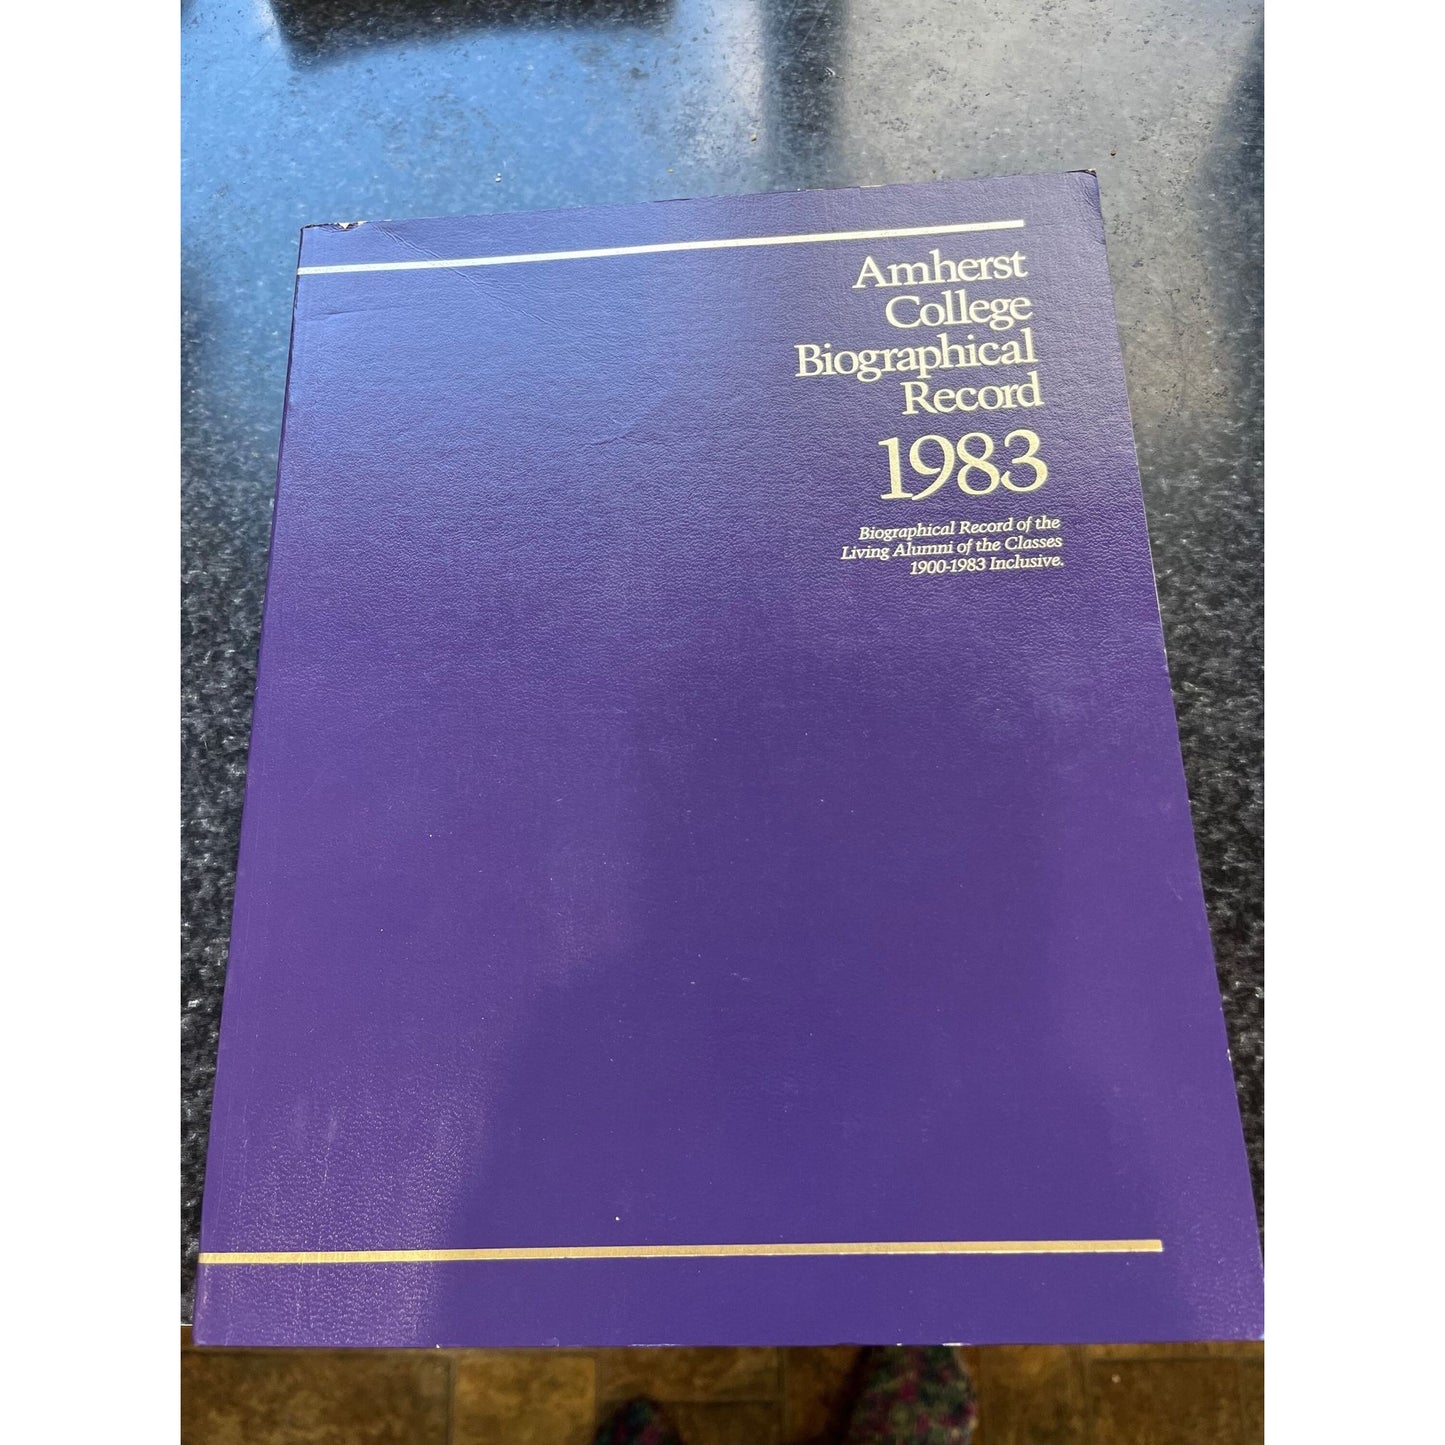 Amherst
College
Biographical
Record
1983
Biographical Record of the
Living Alumni of the Classes
1900-1983 Inclusive.